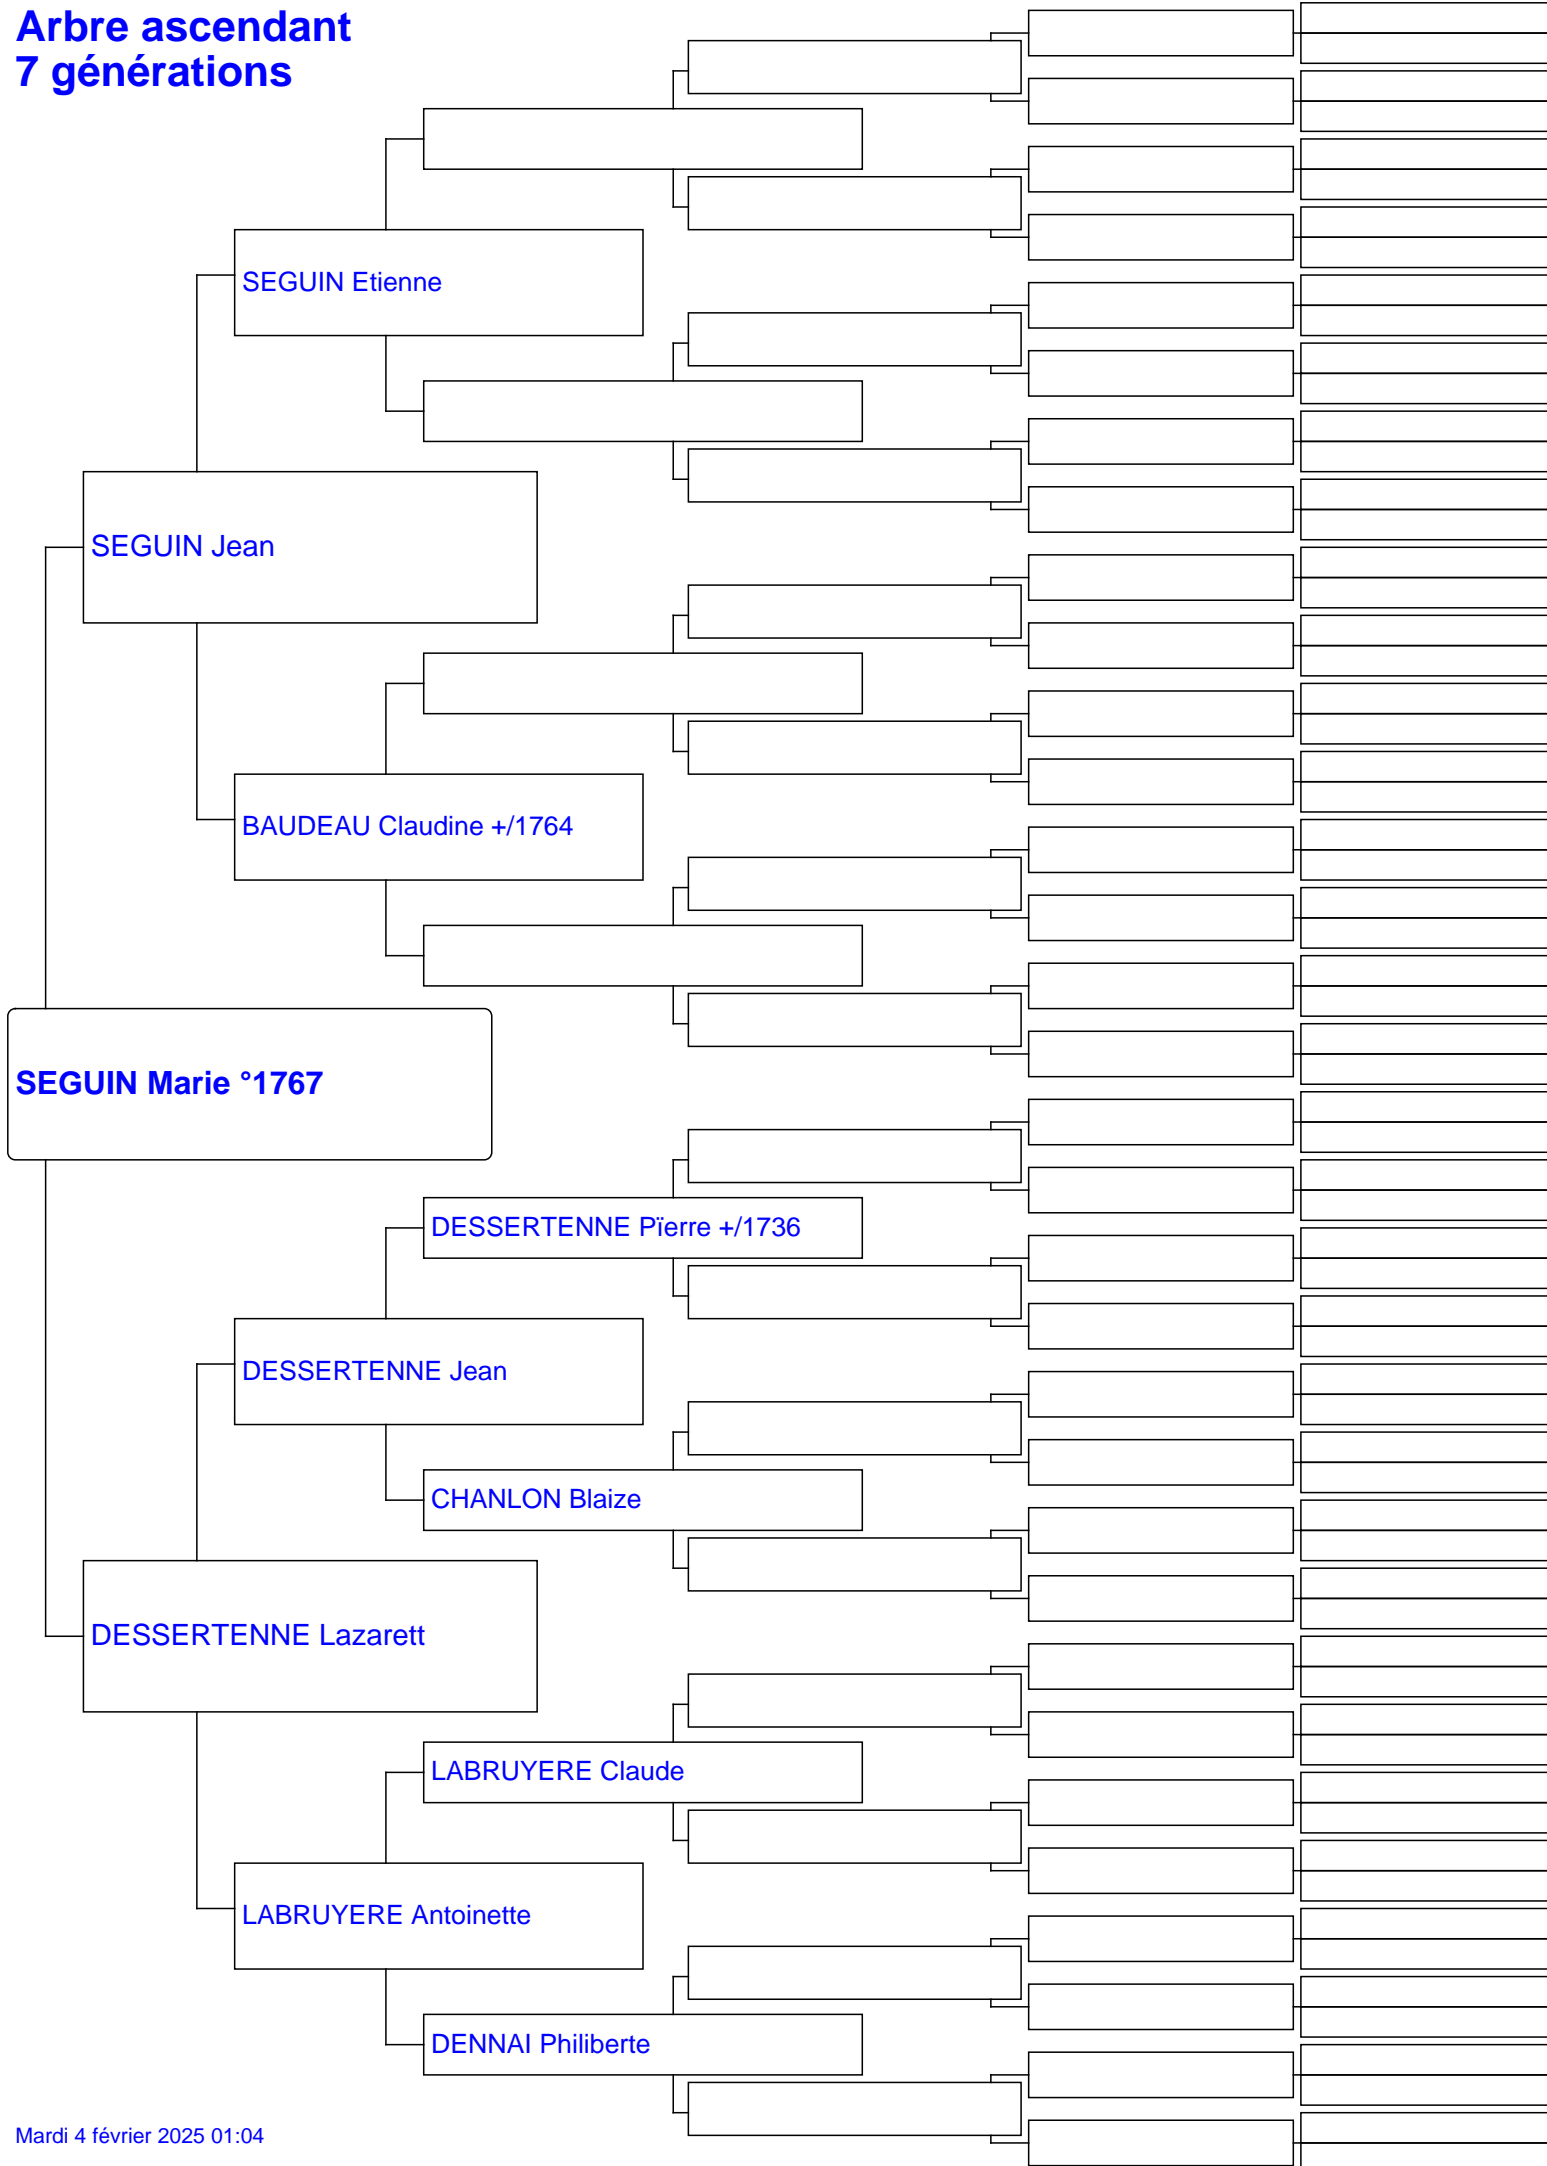 Arbre ascendant
7 générations
SEGUIN Etienne
SEGUIN Jean
BAUDEAU Claudine +/1764
SEGUIN Marie °1767
DESSERTENNE Pïerre +/1736
DESSERTENNE Jean
CHANLON Blaize
DESSERTENNE Lazarett
LABRUYERE Claude
LABRUYERE Antoinette
DENNAI Philiberte
Mardi 4 février 2025 01:04